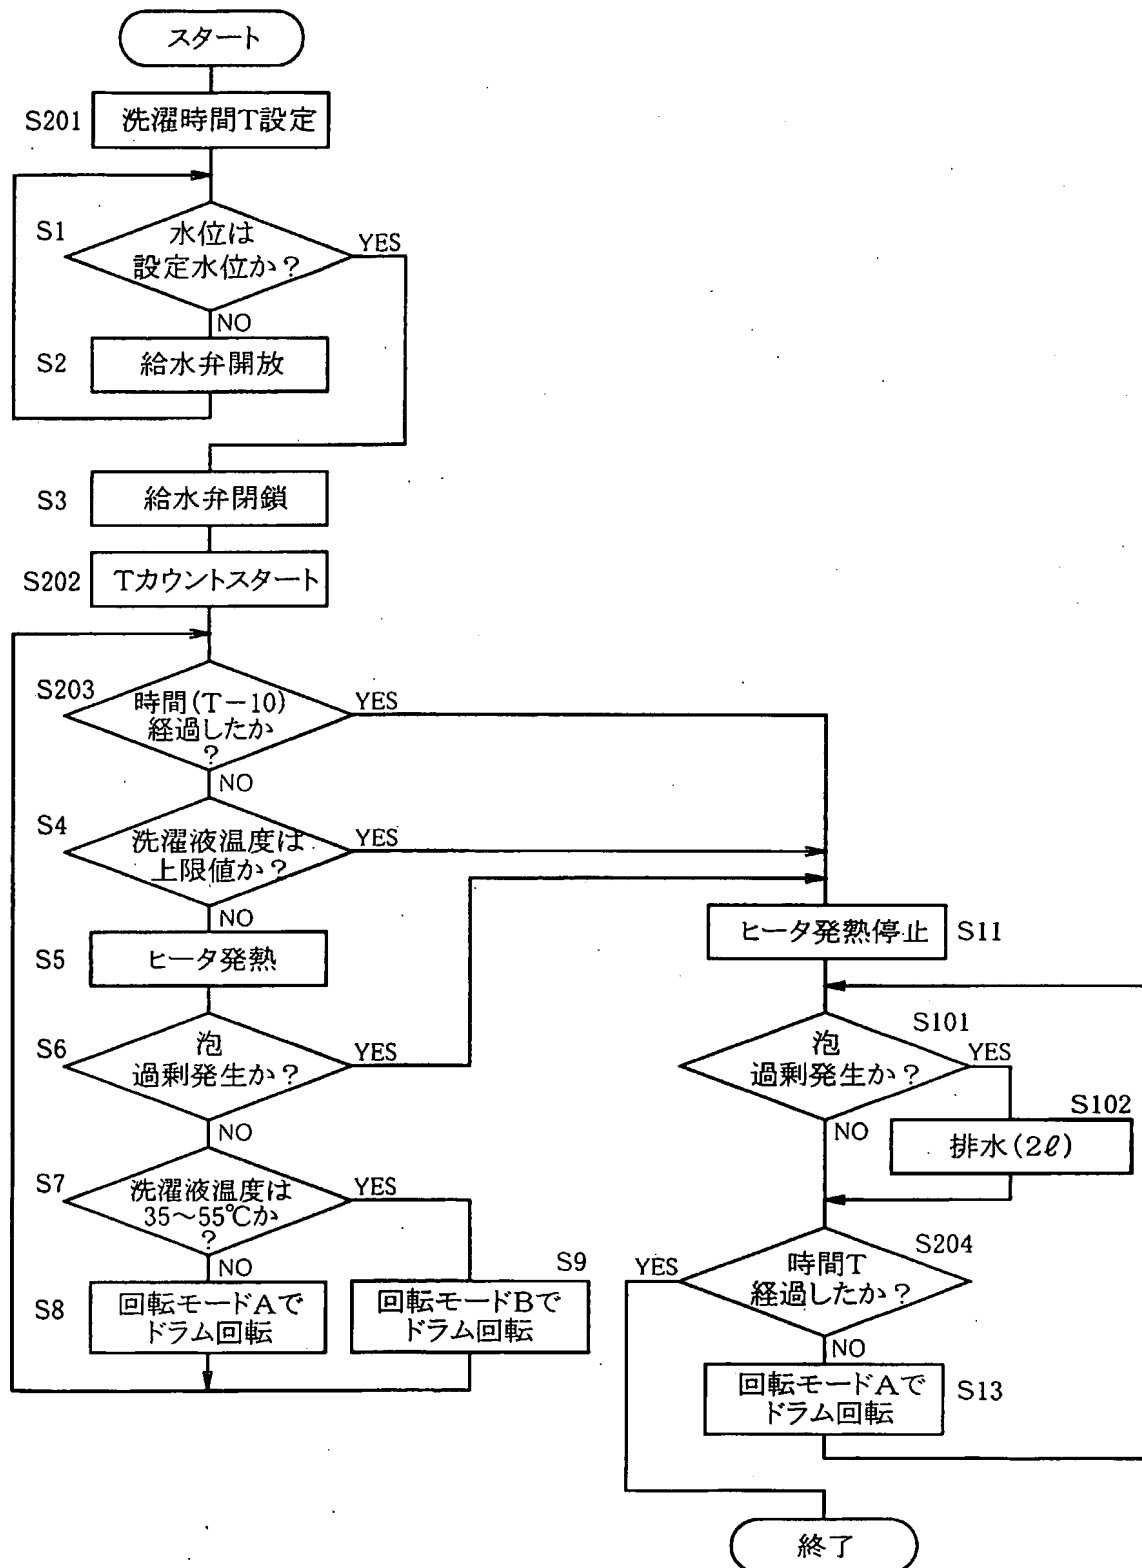 スタート
S201
洗濯時間T設定
S1
水位は
設定水位か？
YES
NO
S2
給水弁開放
S3
給水弁閉鎖
S202
Tカウントスタート
S203
時間(T−10)
経過したか
？
YES
NO
S4
洗濯液温度は
上限値か？
YES
NO
S5
ヒータ発熱
S6
泡
過剰発生か？
YES
NO
S7
洗濯液温度は
35～55℃か
？
YES
NO
S8
回転モードAで
ドラム回転
S9
回転モードBで
ドラム回転
ヒータ発熱停止
S11
S101
泡
過剰発生か？
YES
NO
S102
排水(2ℓ)
S204
時間T
経過したか？
YES
NO
回転モードAで
ドラム回転
S13
終了